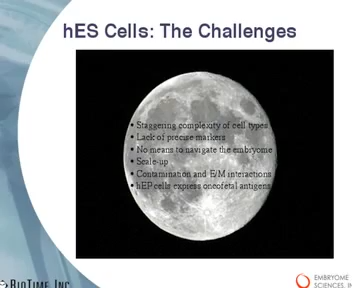 hES Cells: The Challenges
• Staggering complexity of cell types
• Lack of precise markers
• No means to navigate the embryome
• Scale-up
• Contamination and E/M interactions
• hEP cells express oncofetal antigens
BIOTIME, INC.
EMBRYOME
SCIENCES, IN